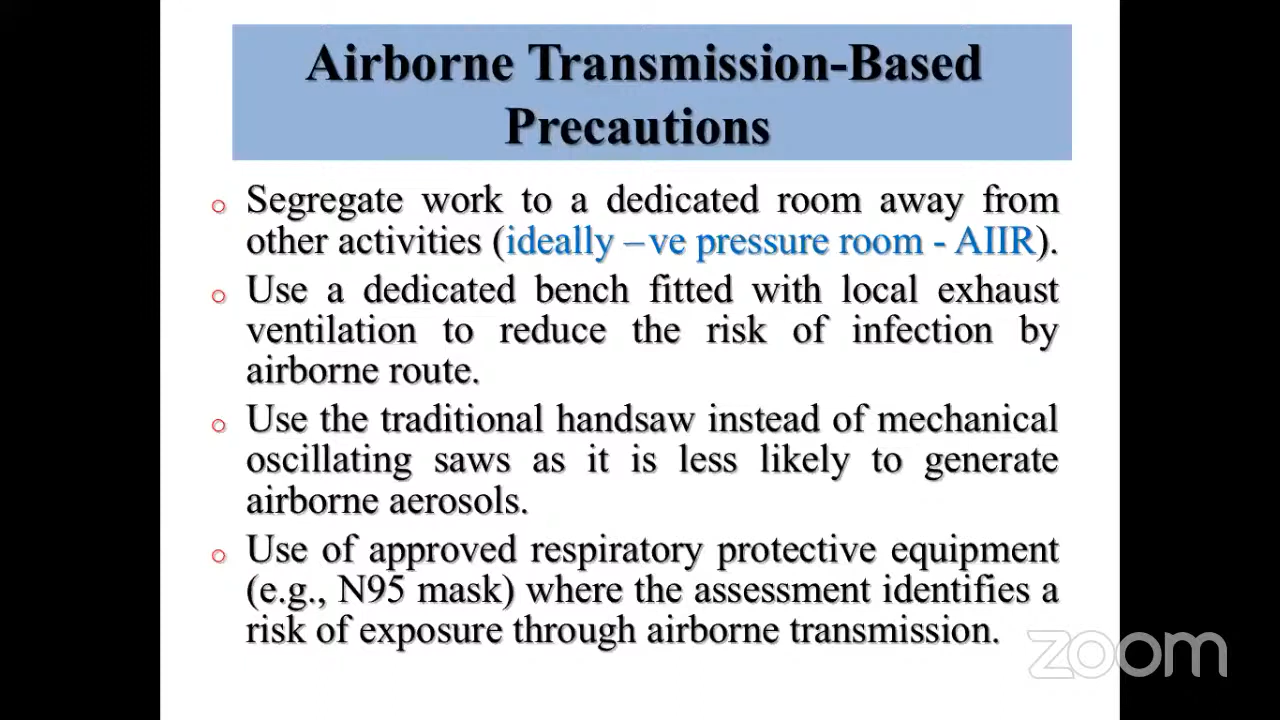 Airborne Transmission-Based
Precautions
o Segregate work to a dedicated room away from
other activities (ideally –ve pressure room - AIIR).
o Use a dedicated bench fitted with local exhaust
ventilation to reduce the risk of infection by
airborne route.
o Use the traditional handsaw instead of mechanical
oscillating saws as it is less likely to generate
airborne aerosols.
o Use of approved respiratory protective equipment
(e.g., N95 mask) where the assessment identifies a
risk of exposure through airborne transmission.
zoom